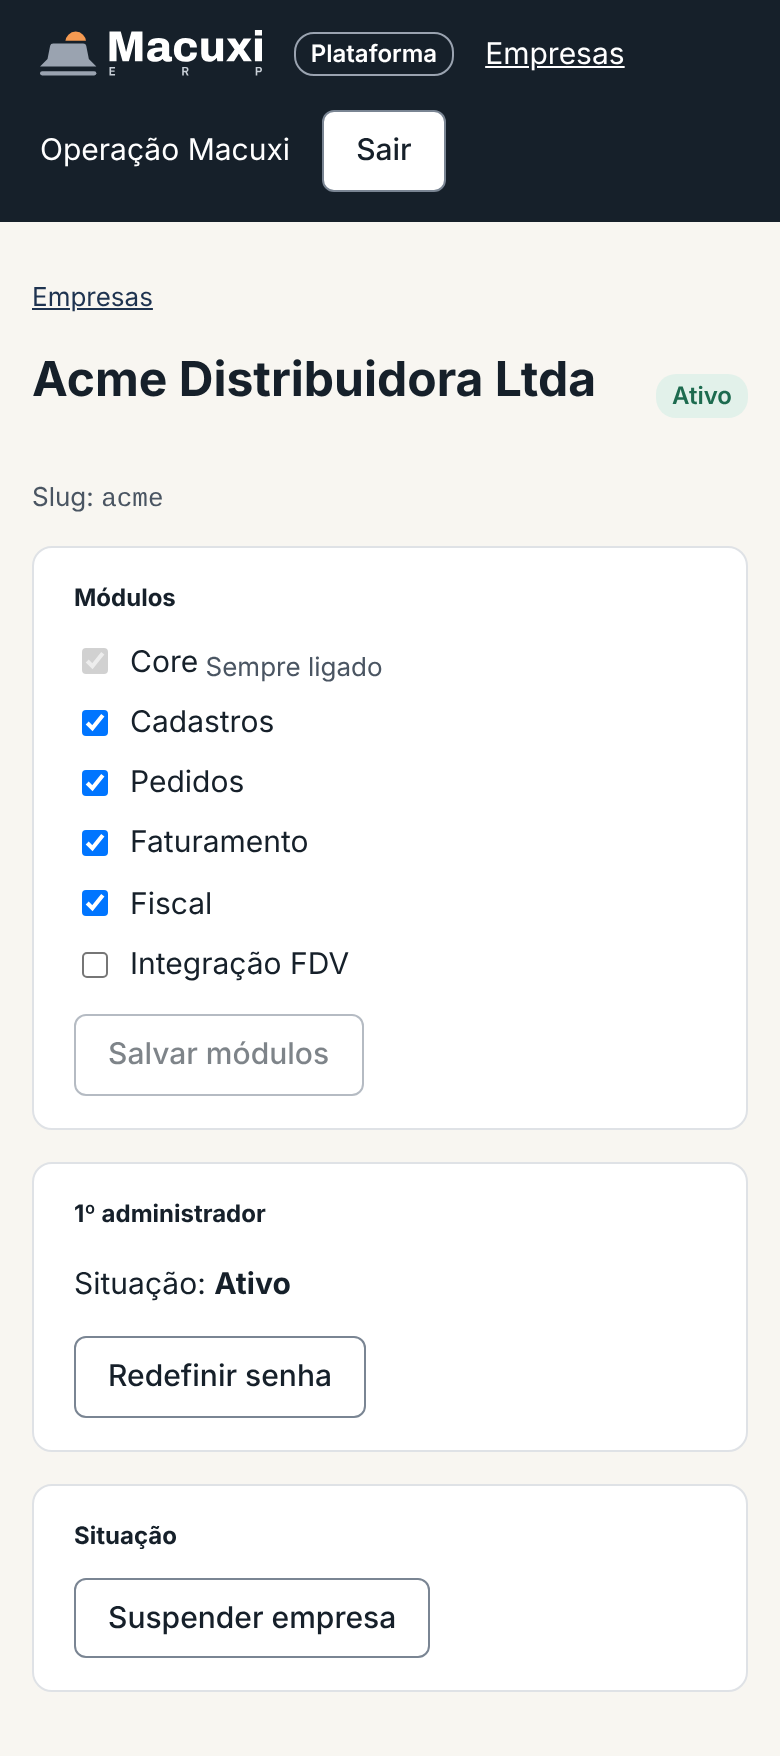 Macuxi
E R P
Plataforma
Empresas
Operação Macuxi
Sair
Empresas
Acme Distribuidora Ltda
Ativo
Slug: acme
Módulos
Core Sempre ligado
Cadastros
Pedidos
Faturamento
Fiscal
Integração FDV
Salvar módulos
1º administrador
Situação: Ativo
Redefinir senha
Situação
Suspender empresa